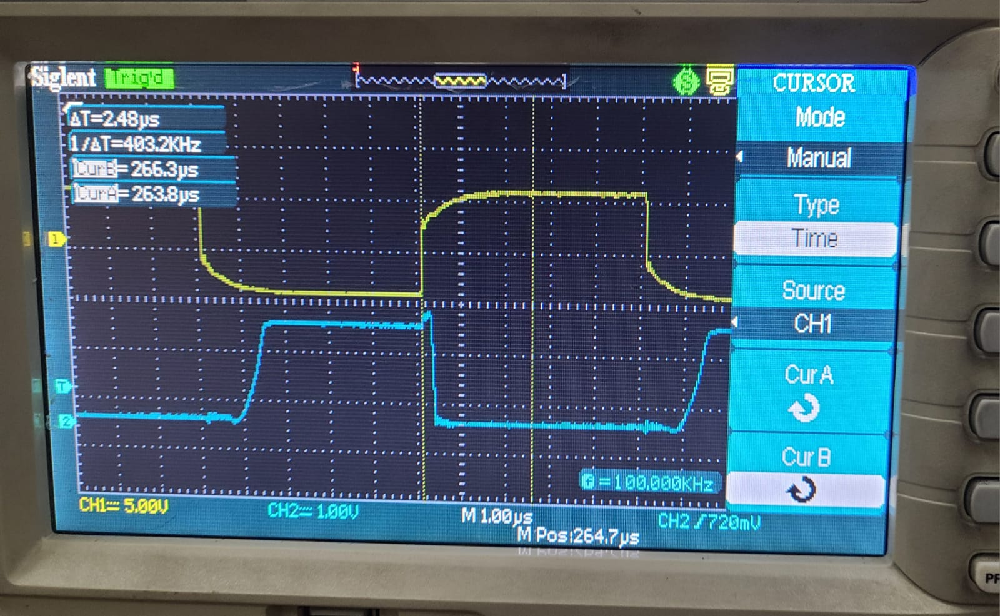 Siglent Trig'd
CURSOR
Mode
Manual
Type
Time
Source
CH1
Cur A
Cur B
ΔT=2.48µs
1/ΔT=403.2KHz
CurB=266.3µs
CurA=263.8µs
1
T
2
f=100.000KHz
CH1 5.00V CH2 1.00V M 1.00µs CH2 720mV
M Pos:264.7µs